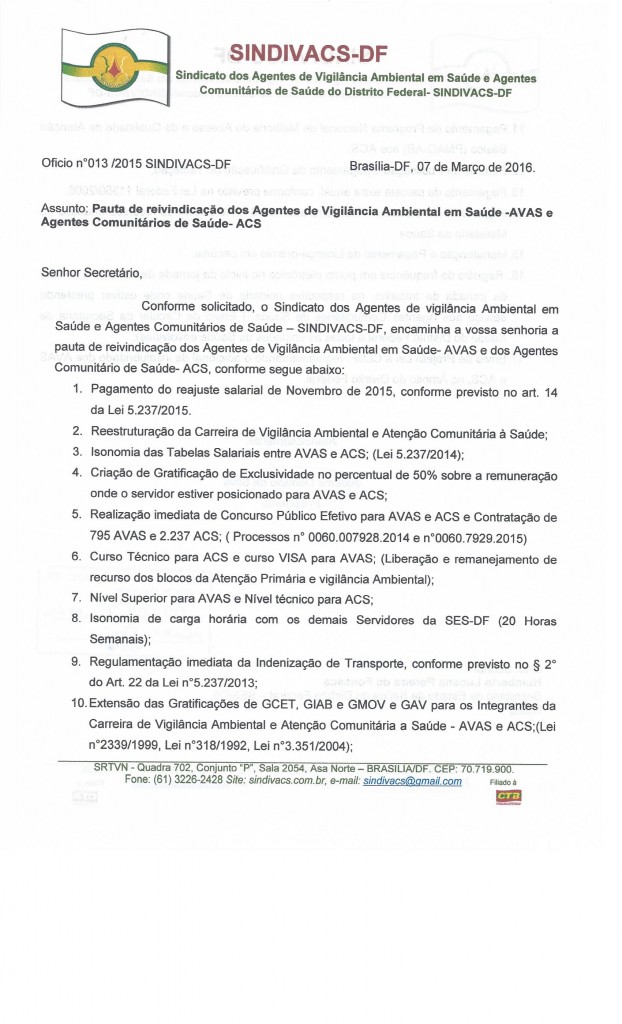 SINDIVACS-DF
Sindicato dos Agentes de Vigilância Ambiental em Saúde e Agentes
Comunitários de Saúde do Distrito Federal- SINDIVACS-DF
Oficio n°013 /2015 SINDIVACS-DF Brasília-DF, 07 de Março de 2016.
Assunto: Pauta de reivindicação dos Agentes de Vigilância Ambiental em Saúde -AVAS e
Agentes Comunitários de Saúde- ACS
Senhor Secretário,
Conforme solicitado, o Sindicato dos Agentes de vigilância Ambiental em
Saúde e Agentes Comunitários de Saúde – SINDIVACS-DF, encaminha a vossa senhoria a
pauta de reivindicação dos Agentes de Vigilância Ambiental em Saúde- AVAS e dos Agentes
Comunitário de Saúde- ACS, conforme segue abaixo:
1. Pagamento do reajuste salarial de Novembro de 2015, conforme previsto no art. 14
da Lei 5.237/2015.
2. Reestruturação da Carreira de Vigilância Ambiental e Atenção Comunitária à Saúde;
3. Isonomia das Tabelas Salariais entre AVAS e ACS; (Lei 5.237/2014);
4. Criação de Gratificação de Exclusividade no percentual de 50% sobre a remuneração
onde o servidor estiver posicionado para AVAS e ACS;
5. Realização imediata de Concurso Público Efetivo para AVAS e ACS e Contratação de
795 AVAS e 2.237 ACS; ( Processos n° 0060.007928.2014 e n°0060.7929.2015)
6. Curso Técnico para ACS e curso VISA para AVAS; (Liberação e remanejamento de
recurso dos blocos da Atenção Primária e vigilância Ambiental);
7. Nível Superior para AVAS e Nível técnico para ACS;
8. Isonomia de carga horária com os demais Servidores da SES-DF (20 Horas
Semanais);
9. Regulamentação imediata da Indenização de Transporte, conforme previsto no § 2°
do Art. 22 da Lei n°5.237/2013;
10. Extensão das Gratificações de GCET, GIAB e GMOV e GAV para os Integrantes da
Carreira de Vigilância Ambiental e Atenção Comunitária a Saúde - AVAS e ACS;(Lei
n°2339/1999, Lei n°318/1992, Lei n°3.351/2004);
SRTVN - Quadra 702, Conjunto "P", Sala 2054, Asa Norte – BRASILIA/DF. CEP: 70.719.900.
Fone: (61) 3226-2428 Site: sindivacs.com.br, e-mail: sindivacs@gmail.com Filiado à
CTB